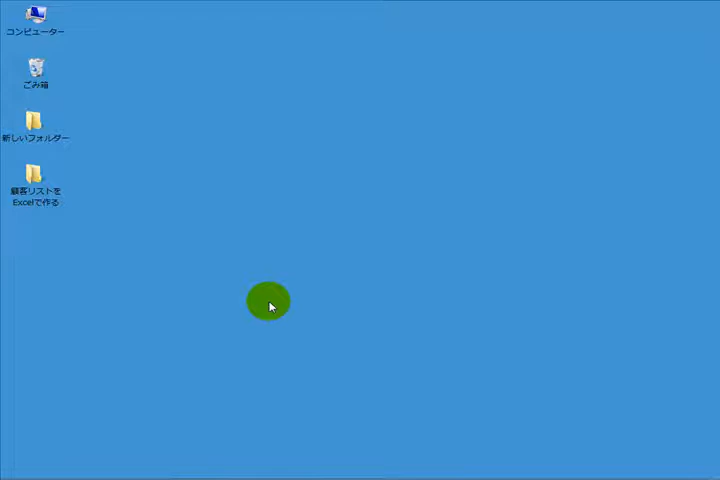 コンピューター
ごみ箱
新しいフォルダー
顧客リストを
Excelで作る